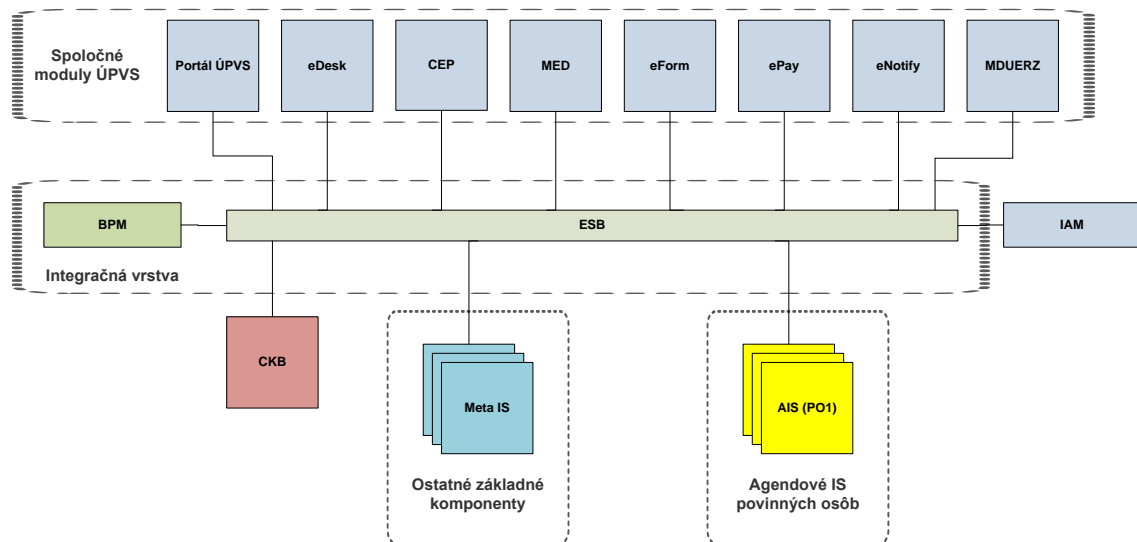 Spoločné
moduly ÚPVS
Portál ÚPVS
eDesk
CEP
MED
eForm
ePay
eNotify
MDUERZ
BPM
ESB
IAM
Integračná vrstva
CKB
Meta IS
AIS (PO1)
Ostatné základné
komponenty
Agendové IS
povinných osôb